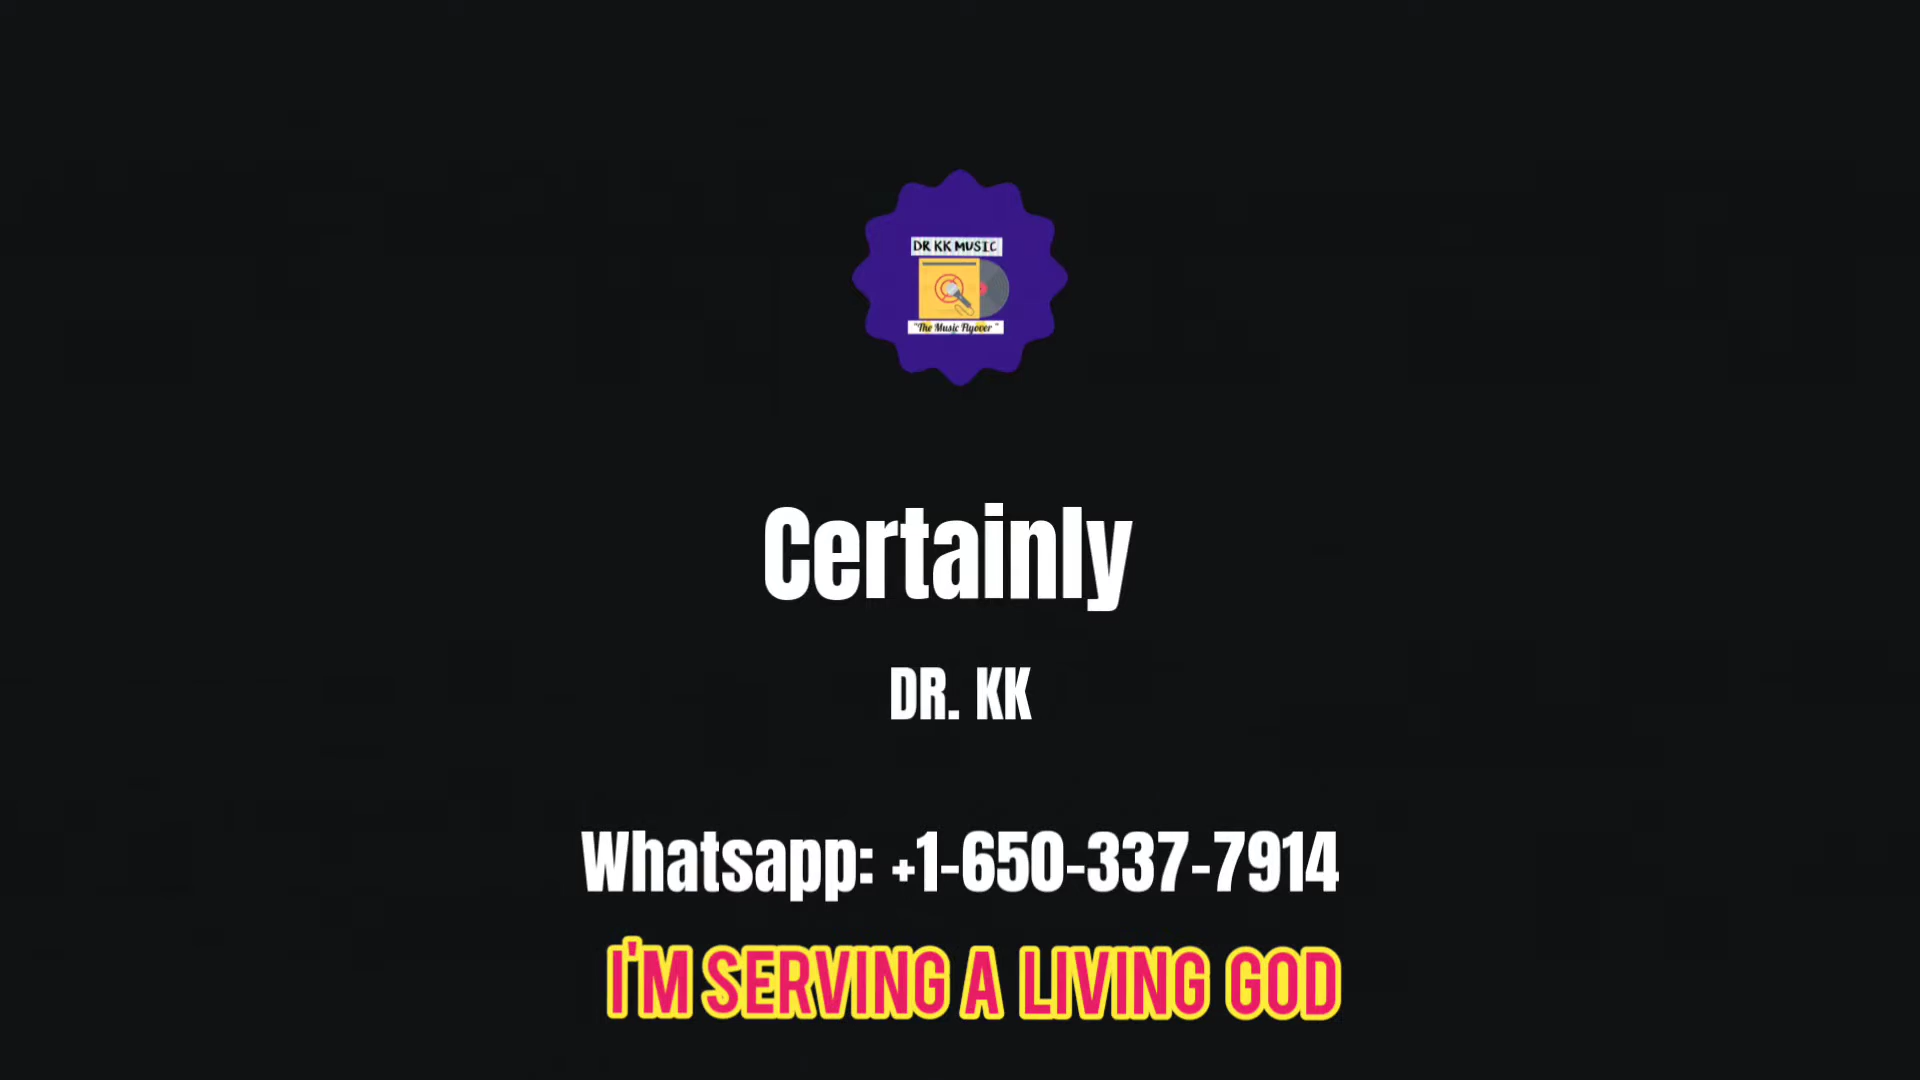 DR KK MUSIC
"The Music Flyover"
Certainly
DR. KK
Whatsapp: +1-650-337-7914
I'M SERVING A LIVING GOD